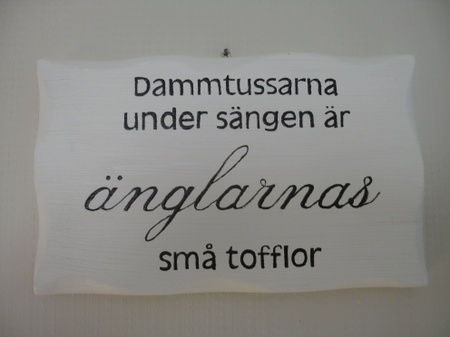 Dammtussarna
under sängen är
änglarnas
små tofflor